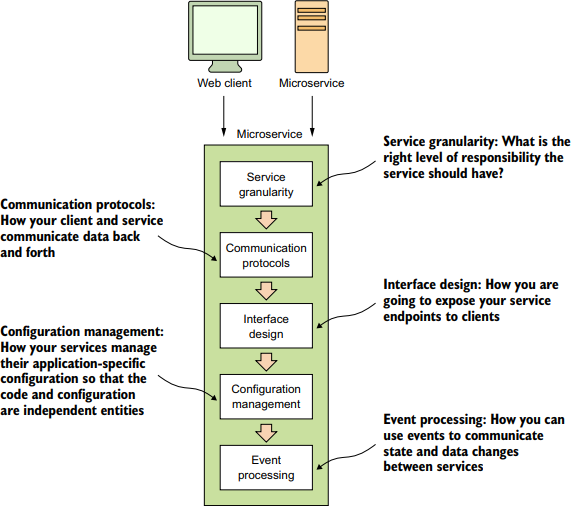 Web client
Microservice
Microservice
Service granularity: What is the
right level of responsibility the
service should have?
Service
granularity
Communication protocols:
How your client and service
communicate data back
and forth
Communication
protocols
Interface design: How you are
going to expose your service
endpoints to clients
Interface
design
Configuration management:
How your services manage
their application-specific
configuration so that the
code and configuration
are independent entities
Configuration
management
Event processing: How you can
use events to communicate
state and data changes
between services
Event
processing